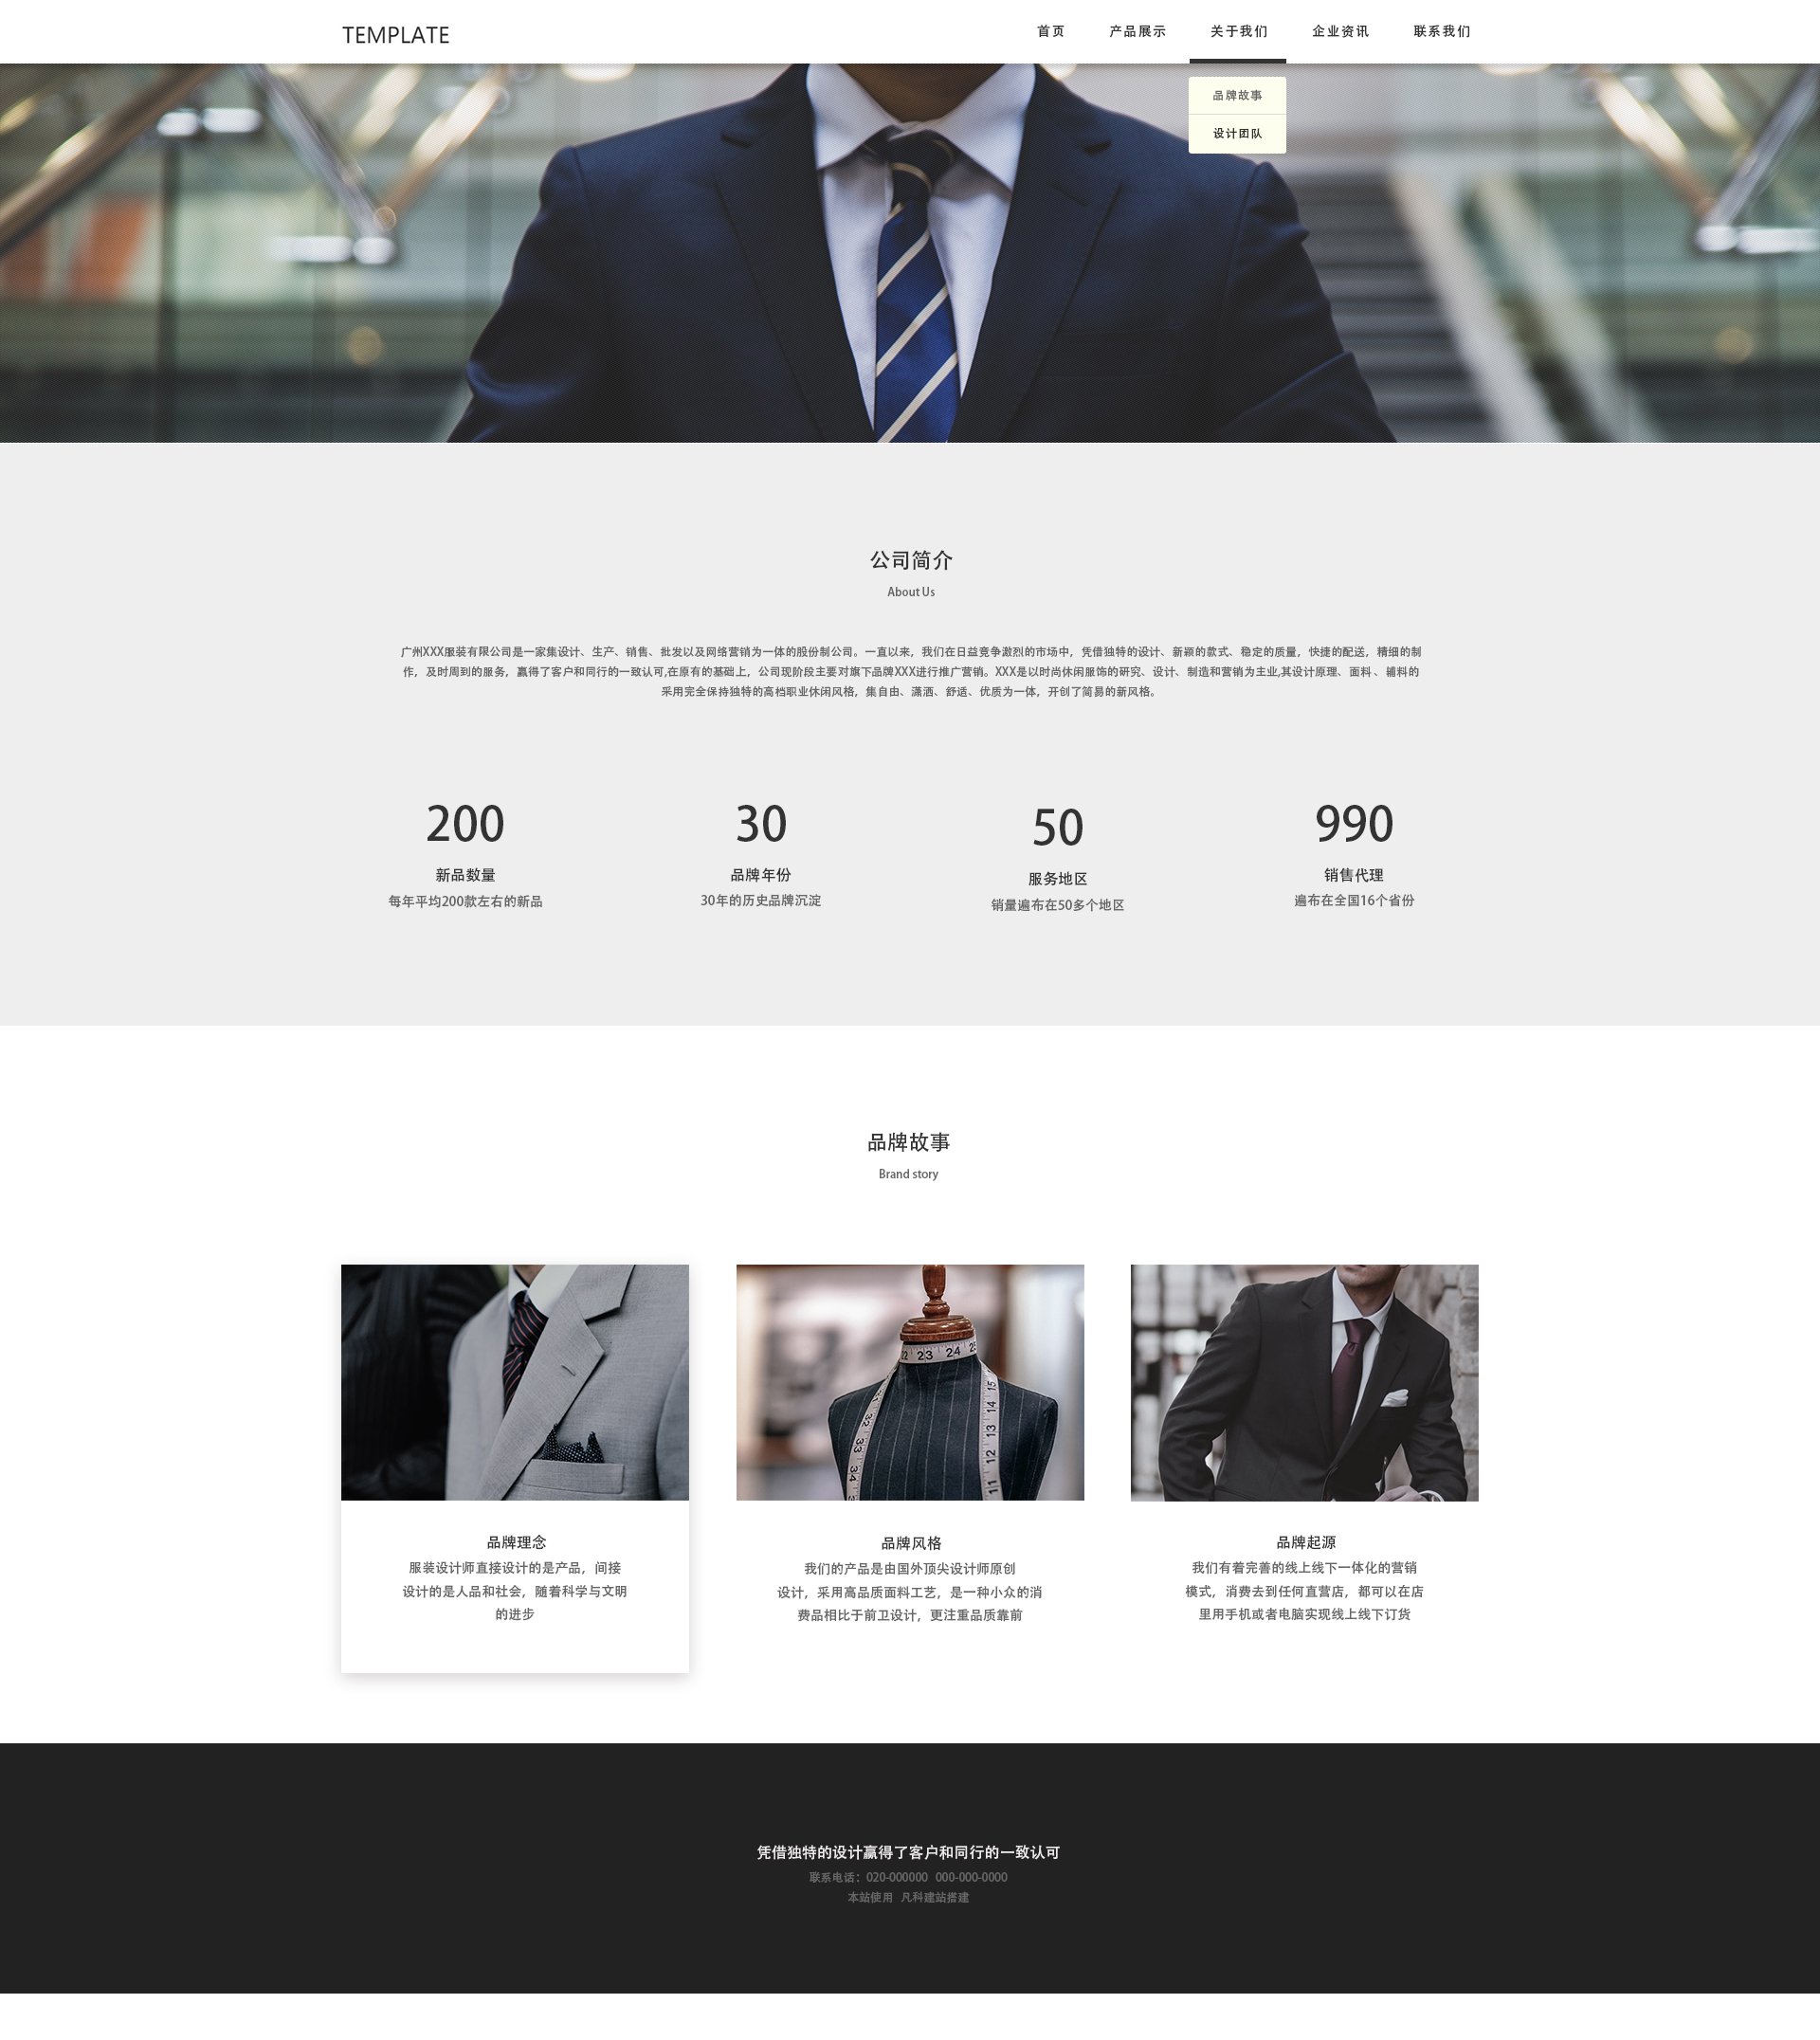 TEMPLATE
首页 产品展示 关于我们 企业资讯 联系我们
品牌故事
设计团队
公司简介
About Us
广州XXX服装有限公司是一家集设计、生产、销售、批发以及网络营销为一体的股份制公司。一直以来，我们在日益竞争激烈的市场中，凭借独特的设计、新颖的款式、稳定的质量，快捷的配送，精细的制
作，及时周到的服务，赢得了客户和同行的一致认可,在原有的基础上，公司现阶段主要对旗下品牌XXX进行推广营销。XXX是以时尚休闲服饰的研究、设计、制造和营销为主业,其设计原理、面料、辅料的
采用完全保持独特的高档职业休闲风格，集自由、潇洒、舒适、优质为一体，开创了简易的新风格。
200
新品数量
每年平均200款左右的新品
30
品牌年份
30年的历史品牌沉淀
50
服务地区
销量遍布在50多个地区
990
销售代理
遍布在全国16个省份
品牌故事
Brand story
22 23 24 25
32
33
34
15
14
13
12
11
品牌理念
服装设计师直接设计的是产品，间接
设计的是人品和社会，随着科学与文明
的进步
品牌风格
我们的产品是由国外顶尖设计师原创
设计，采用高品质面料工艺，是一种小众的消
费品相比于前卫设计，更注重品质靠前
品牌起源
我们有着完善的线上线下一体化的营销
模式，消费去到任何直营店，都可以在店
里用手机或者电脑实现线上线下订货
凭借独特的设计赢得了客户和同行的一致认可
联系电话：020-000000 000-000-0000
本站使用 凡科建站搭建